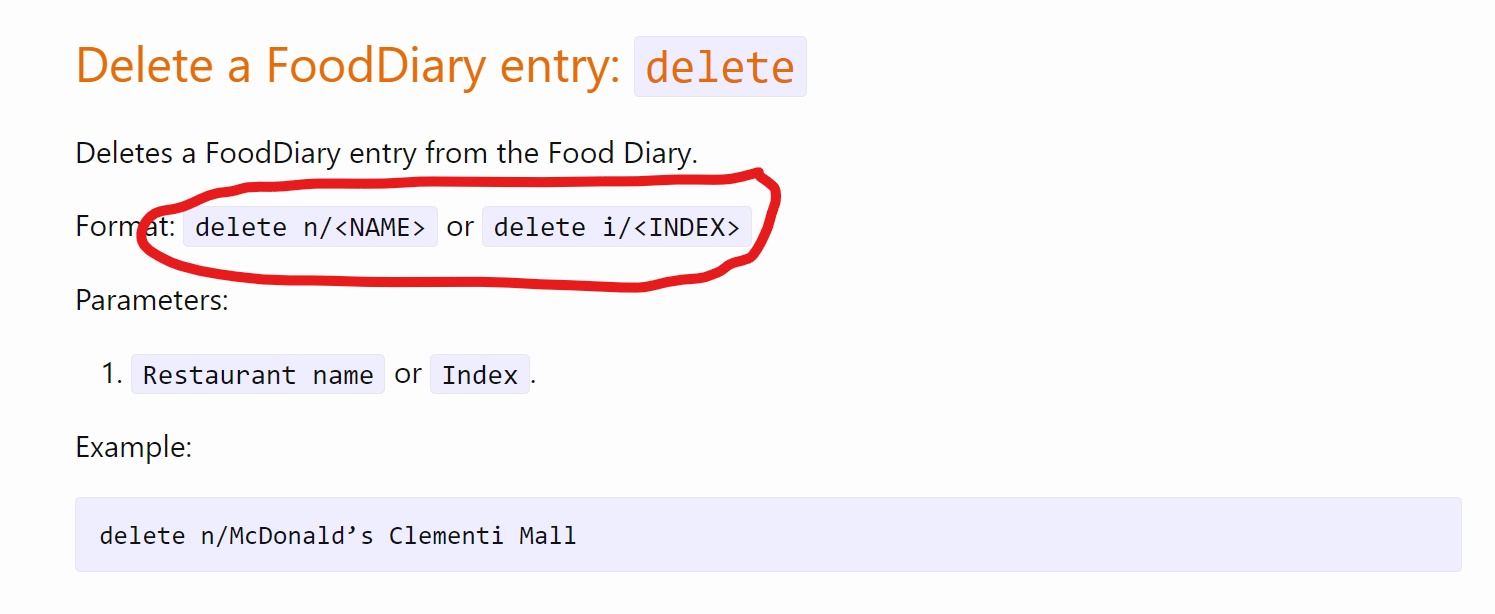 Delete a FoodDiary entry: delete
Deletes a FoodDiary entry from the Food Diary.
Format: delete n/<NAME> or delete i/<INDEX>
Parameters:
1. Restaurant name or Index.
Example:
delete n/McDonald’s Clementi Mall